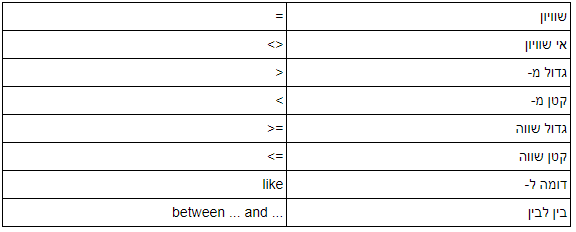 שוויון =
אי שוויון <>
גדול מ- >
קטן מ- <
גדול שווה >=
קטן שווה <=
דומה ל- like
בין לבין between ... and ...